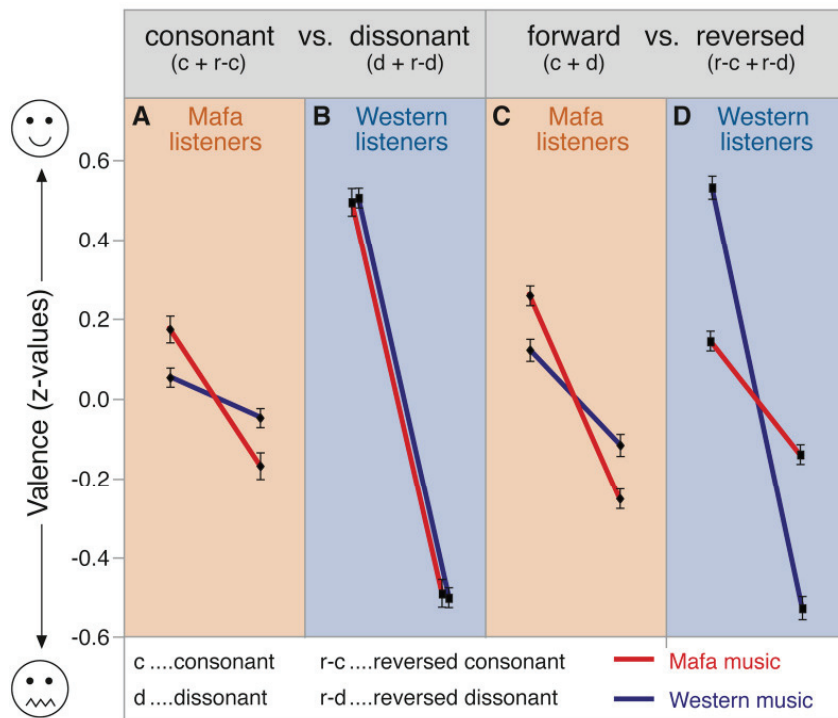 consonant vs. dissonant forward vs. reversed
(c + r-c) (d + r-d) (c + d) (r-c + r-d)
A Mafa listeners
B Western listeners
C Mafa listeners
D Western listeners
Valence (z-values)
0.6
0.4
0.2
0.0
-0.2
-0.4
-0.6
c ....consonant r-c ....reversed consonant Mafa music
d ....dissonant r-d ....reversed dissonant Western music